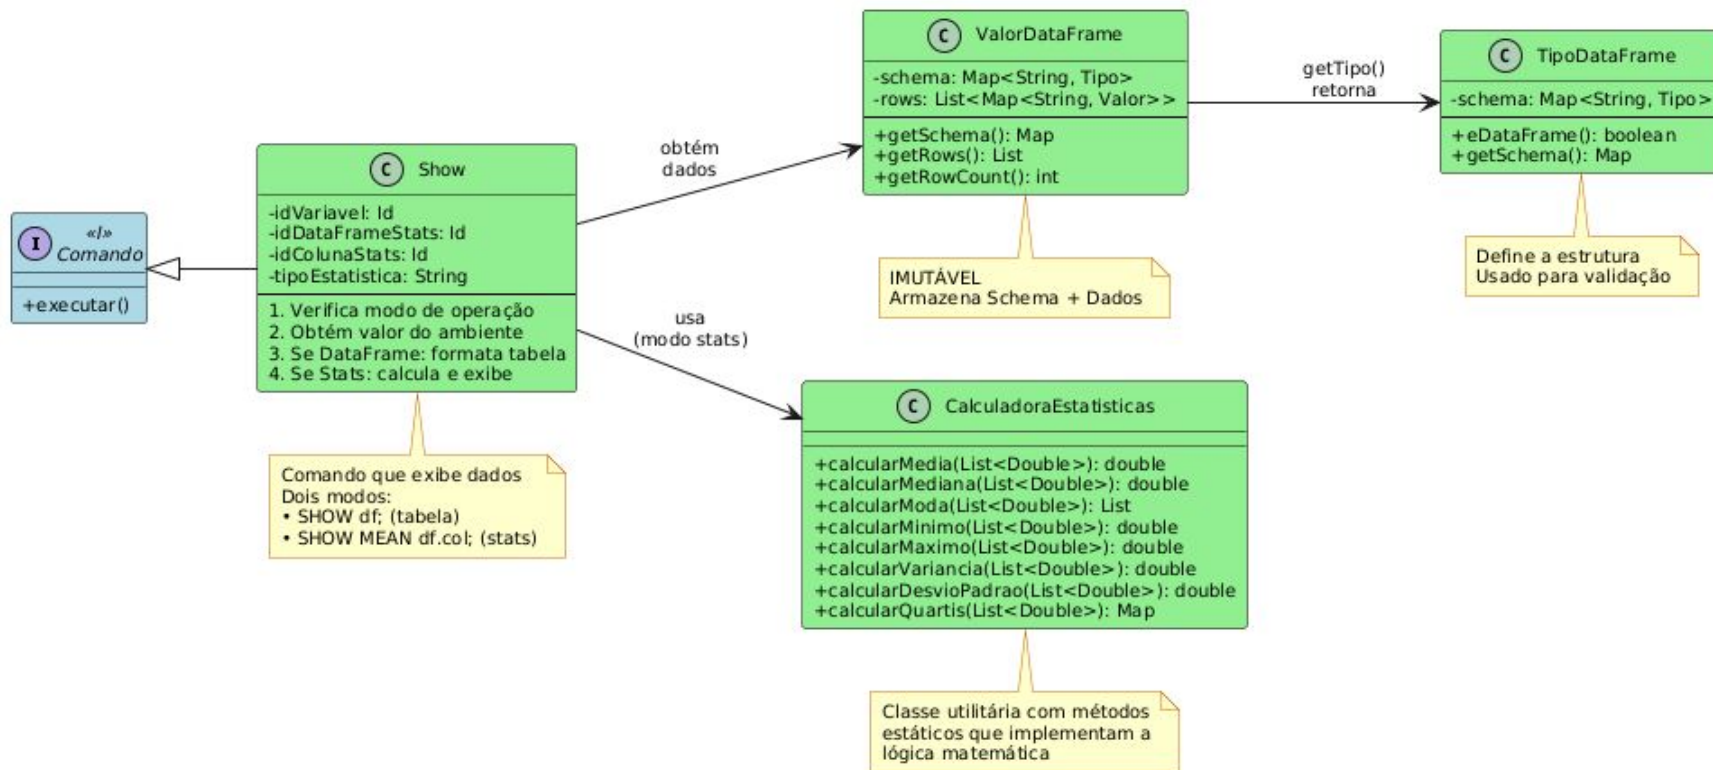 I
«I»
Comando
+executar()
C Show
-idVariavel: Id
-idDataFrameStats: Id
-idColunaStats: Id
-tipoEstatistica: String
1. Verifica modo de operação
2. Obtém valor do ambiente
3. Se DataFrame: formata tabela
4. Se Stats: calcula e exibe
Comando que exibe dados
Dois modos:
• SHOW df; (tabela)
• SHOW MEAN df.col; (stats)
obtém
dados
usa
(modo stats)
C ValorDataFrame
-schema: Map<String, Tipo>
-rows: List<Map<String, Valor>>
+getSchema(): Map
+getRows(): List
+getRowCount(): int
IMUTÁVEL
Armazena Schema + Dados
getTipo()
retorna
C TipoDataFrame
-schema: Map<String, Tipo>
+eDataFrame(): boolean
+getSchema(): Map
Define a estrutura
Usado para validação
C CalculadoraEstatisticas
+calcularMedia(List<Double>): double
+calcularMediana(List<Double>): double
+calcularModa(List<Double>): List
+calcularMinimo(List<Double>): double
+calcularMaximo(List<Double>): double
+calcularVariancia(List<Double>): double
+calcularDesvioPadrao(List<Double>): double
+calcularQuartis(List<Double>): Map
Classe utilitária com métodos
estáticos que implementam a
lógica matemática